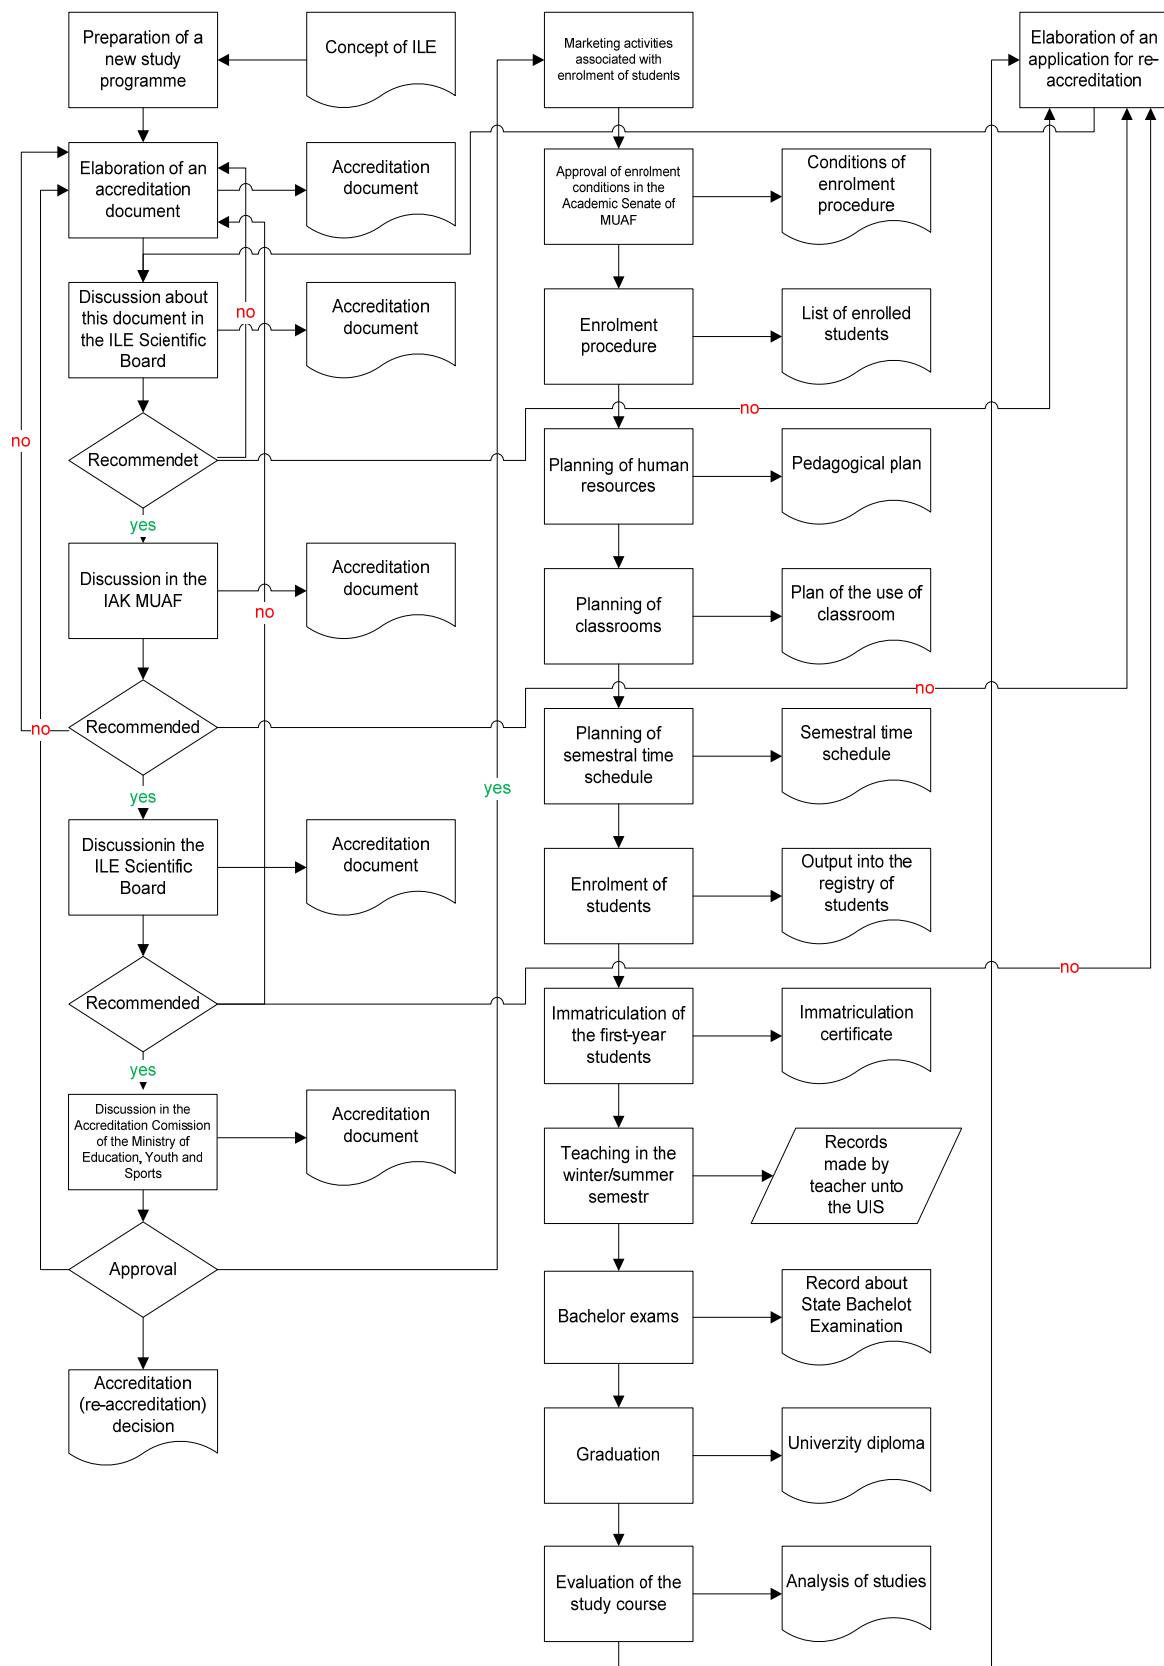 Preparation of a
new study
programme
Concept of ILE
Marketing activities
associated with
enrolment of students
Elaboration of an
application for re-
accreditation
Elaboration of an
accreditation
document
Accreditation
document
Approval of enrolment
conditions in the
Academic Senate of
MUAF
Conditions of
enrolment
procedure
Discussion about
this document in
the ILE Scientific
Board
no
Accreditation
document
Enrolment
procedure
List of enrolled
students
no
no
Recommendet
Planning of human
resources
Pedagogical plan
yes
Discussion in the
IAK MUAF
no
Accreditation
document
Planning of
classrooms
Plan of the use of
classroom
no
no
Recommended
Planning of
semestral time
schedule
Semestral time
schedule
yes
yes
Discussionin the
ILE Scientific
Board
Accreditation
document
Enrolment of
students
Output into the
registry of
students
no
Recommended
Immatriculation of
the first-year
students
Immatriculation
certificate
yes
Discussion in the
Accreditation Comission
of the Ministry of
Education, Youth and
Sports
Accreditation
document
Teaching in the
winter/summer
semestr
Records
made by
teacher unto
the UIS
Approval
Bachelor exams
Record about
State Bachelot
Examination
Accreditation
(re-accreditation)
decision
Graduation
Univerzity diploma
Evaluation of the
study course
Analysis of studies